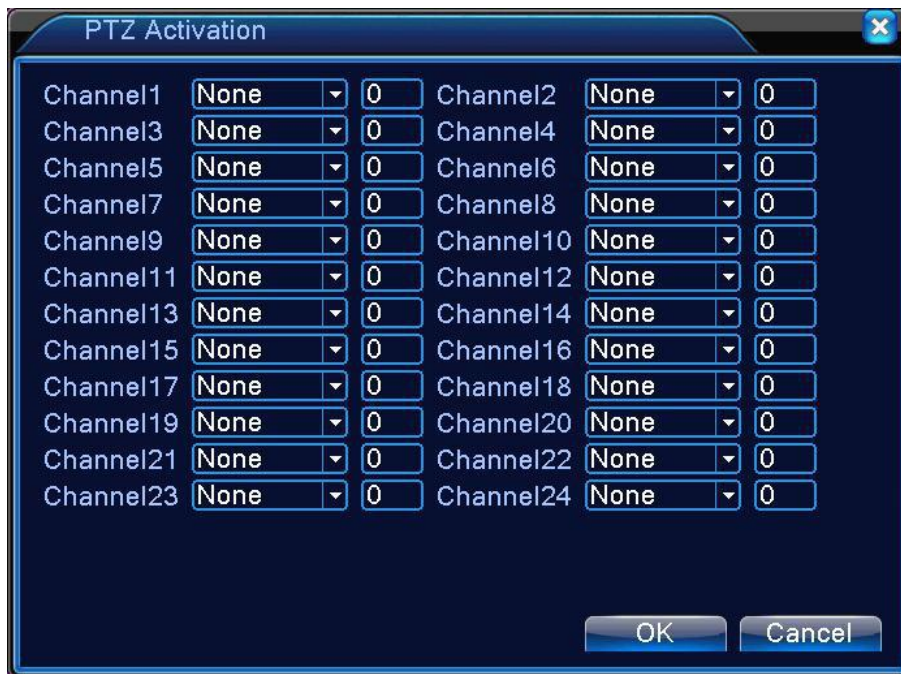 PTZ Activation
Channel1 None 0 Channel2 None 0
Channel3 None 0 Channel4 None 0
Channel5 None 0 Channel6 None 0
Channel7 None 0 Channel8 None 0
Channel9 None 0 Channel10 None 0
Channel11 None 0 Channel12 None 0
Channel13 None 0 Channel14 None 0
Channel15 None 0 Channel16 None 0
Channel17 None 0 Channel18 None 0
Channel19 None 0 Channel20 None 0
Channel21 None 0 Channel22 None 0
Channel23 None 0 Channel24 None 0
OK Cancel